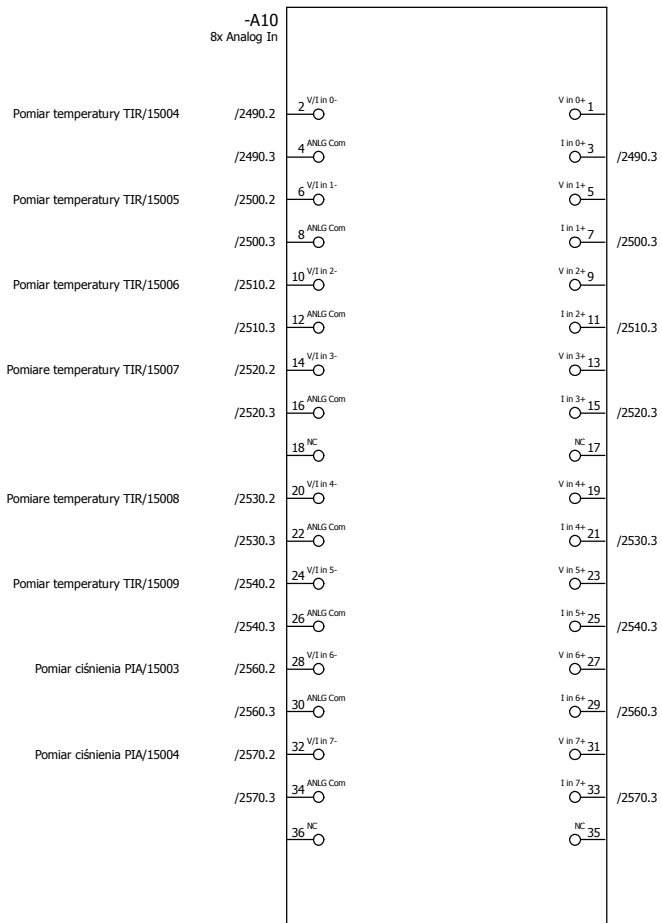 -A10
8x Analog In
Pomiar temperatury TIR/15004 /2490.2 2 V/I in 0- V in 0+ 1
/2490.3 4 ANLG Com I in 0+ 3 /2490.3
Pomiar temperatury TIR/15005 /2500.2 6 V/I in 1- V in 1+ 5
/2500.3 8 ANLG Com I in 1+ 7 /2500.3
Pomiar temperatury TIR/15006 /2510.2 10 V/I in 2- V in 2+ 9
/2510.3 12 ANLG Com I in 2+ 11 /2510.3
Pomiare temperatury TIR/15007 /2520.2 14 V/I in 3- V in 3+ 13
/2520.3 16 ANLG Com I in 3+ 15 /2520.3
18 NC NC 17
Pomiare temperatury TIR/15008 /2530.2 20 V/I in 4- V in 4+ 19
/2530.3 22 ANLG Com I in 4+ 21 /2530.3
Pomiar temperatury TIR/15009 /2540.2 24 V/I in 5- V in 5+ 23
/2540.3 26 ANLG Com I in 5+ 25 /2540.3
Pomiar ciśnienia PIA/15003 /2560.2 28 V/I in 6- V in 6+ 27
/2560.3 30 ANLG Com I in 6+ 29 /2560.3
Pomiar ciśnienia PIA/15004 /2570.2 32 V/I in 7- V in 7+ 31
/2570.3 34 ANLG Com I in 7+ 33 /2570.3
36 NC NC 35